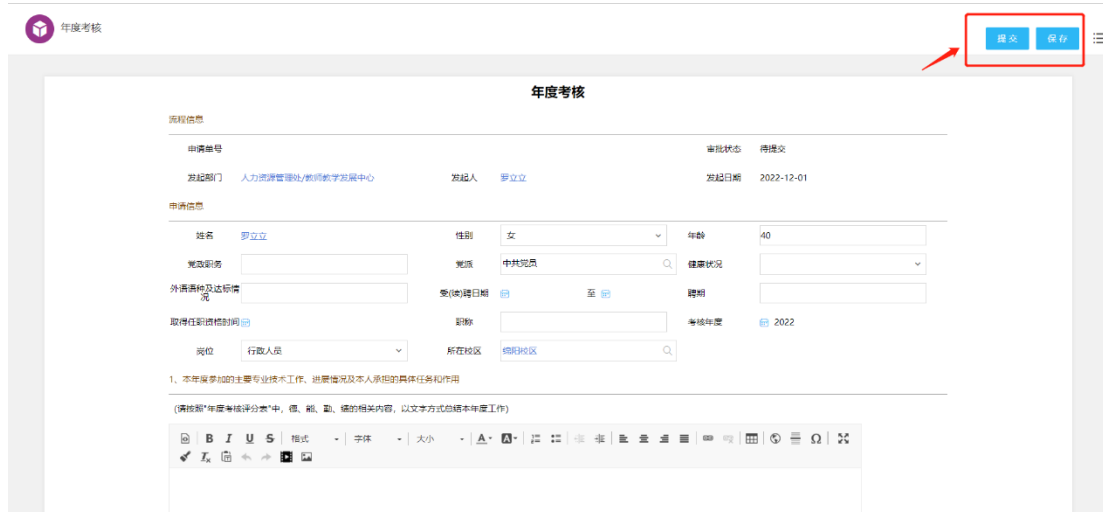 年度考核
提交 保存
年度考核
流程信息
申请单号 审批状态 待提交
发起部门 人力资源管理处/教师教学发展中心 发起人 罗立立 发起日期 2022-12-01
申请信息
姓名 罗立立 性别 女 年龄 40
党政职务 党派 中共党员 健康状况
外语语种及达标情
况 受(续)聘日期 至 聘期
取得任职资格时间 职称 考核年度 2022
岗位 行政人员 所在校区 绵阳校区
1、本年度参加的主要专业技术工作、进展情况及本人承担的具体任务和作用
(请按照"年度考核评分表"中，德、能、勤、绩的相关内容，以文字方式总结本年度工作)
B I U S 格式 字体 大小 A A Ω
Tx